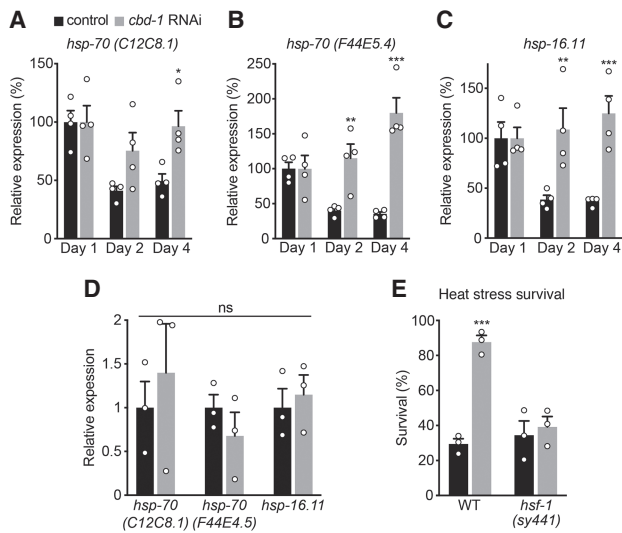 control cbd-1 RNAi
A
hsp-70 (C12C8.1)
Relative expression (%)
150
100
50
0
Day 1 Day 2 Day 4
*
B
hsp-70 (F44E5.4)
Relative expression (%)
250
200
150
100
50
0
Day 1 Day 2 Day 4
**
***
C
hsp-16.11
Relative expression (%)
150
100
50
0
Day 1 Day 2 Day 4
**
***
D
ns
Relative expession
2
1.5
1
0.5
0
hsp-70 hsp-70 hsp-16.11
(C12C8.1) (F44E4.5)
E
Heat stress survival
Survival (%)
100
80
60
40
20
0
***
WT hsf-1
(sy441)